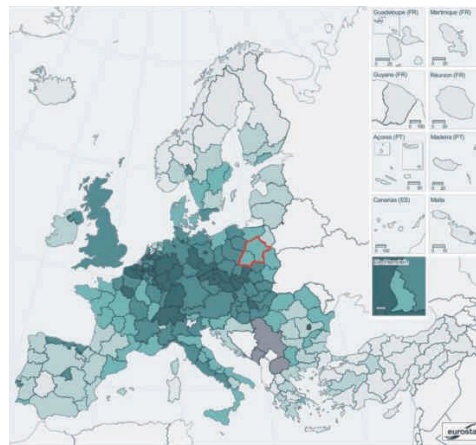 Guadeloupe (FR)
Martinique (FR)
Guyane (FR)
Réunion (FR)
Açores (PT)
Madeira (PT)
Canarias (ES)
Malta
Liechtenstein
eurostat